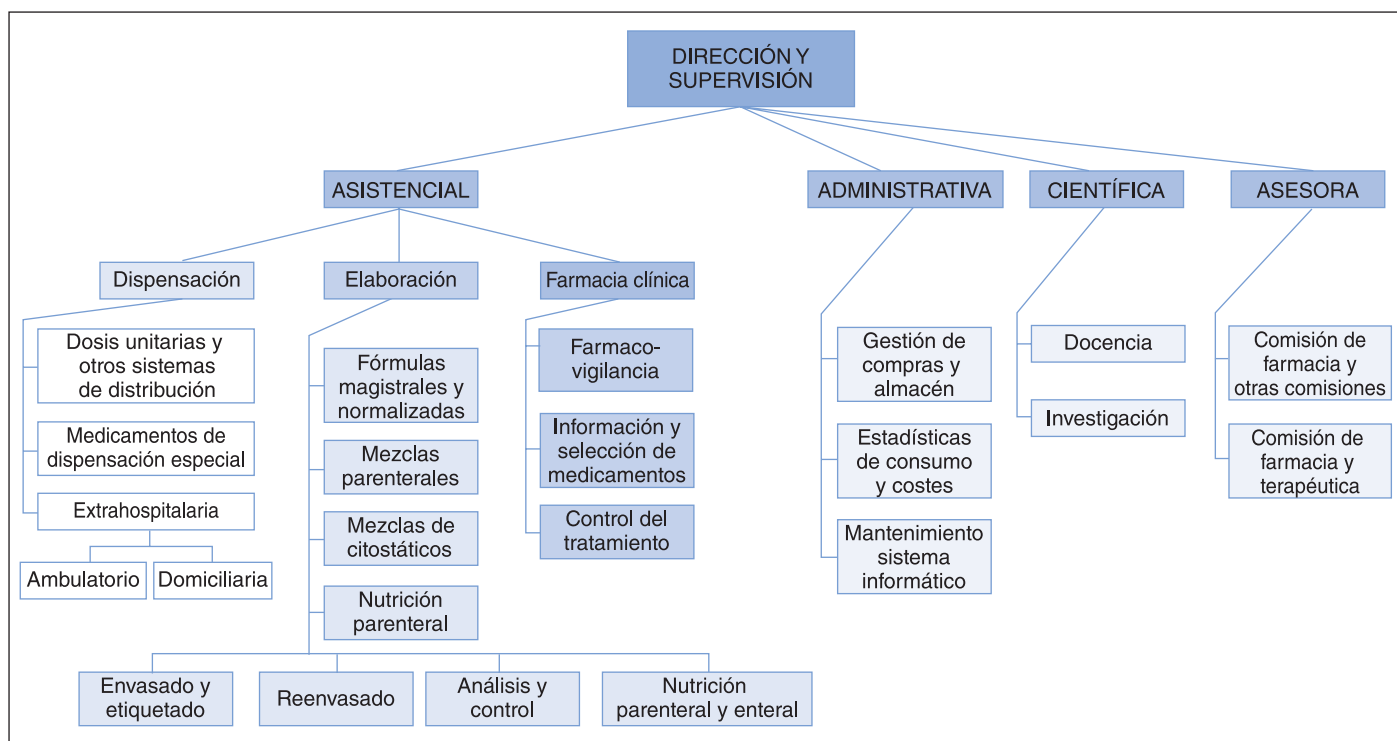 DIRECCIÓN Y
SUPERVISIÓN
ASISTENCIAL
ADMINISTRATIVA
CIENTÍFICA
ASESORA
Dispensación
Elaboración
Farmacia clínica
Dosis unitarias y
otros sistemas
de distribución
Medicamentos de
dispensación especial
Extrahospitalaria
Ambulatorio
Domiciliaria
Fórmulas
magistrales y
normalizadas
Mezclas
parenterales
Mezclas de
citostáticos
Nutrición
parenteral
Envasado y
etiquetado
Reenvasado
Análisis y
control
Nutrición
parenteral y enteral
Farmaco-
vigilancia
Información y
selección de
medicamentos
Control del
tratamiento
Gestión de
compras y
almacén
Estadísticas
de consumo
y costes
Mantenimiento
sistema
informático
Docencia
Investigación
Comisión de
farmacia y
otras comisiones
Comisión de
farmacia y
terapéutica